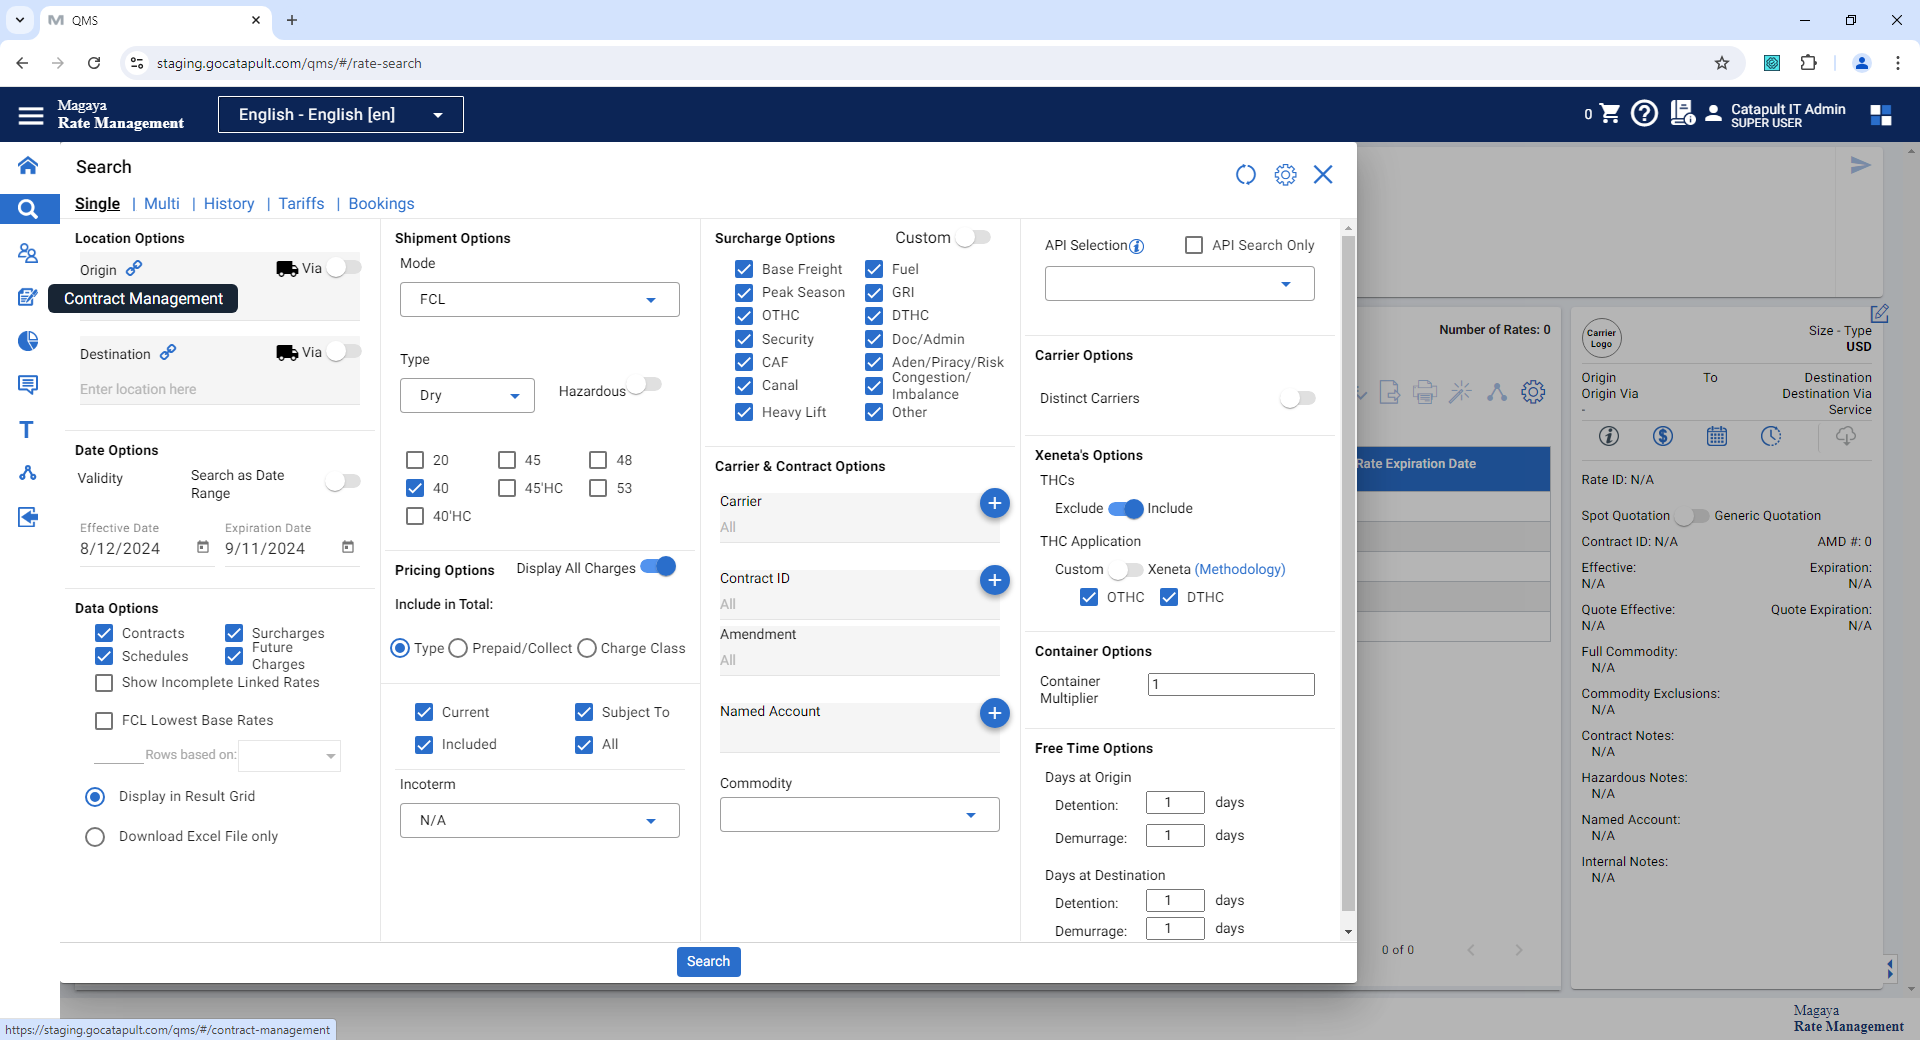 QMS
staging.gocatapult.com/qms/#/rate-search
Magaya
Rate Management
English - English [en]
0
Catapult IT Admin
SUPER USER
Search
Single | Multi | History | Tariffs | Bookings
Location Options
Origin
Via
Contract Management
Destination
Via
Enter location here
Date Options
Validity
Search as Date
Range
Effective Date
Expiration Date
8/12/2024
9/11/2024
Data Options
Contracts
Surcharges
Schedules
Future
Charges
Show Incomplete Linked Rates
FCL Lowest Base Rates
Rows based on:
Display in Result Grid
Download Excel File only
Shipment Options
Mode
FCL
Type
Dry
Hazardous
20
45
48
40
45'HC
53
40'HC
Pricing Options
Display All Charges
Include in Total:
Type
Prepaid/Collect
Charge Class
Current
Subject To
Included
All
Incoterm
N/A
Surcharge Options
Custom
Base Freight
Fuel
Peak Season
GRI
OTHC
DTHC
Security
Doc/Admin
CAF
Aden/Piracy/Risk
Canal
Congestion/
Imbalance
Heavy Lift
Other
Carrier & Contract Options
Carrier
All
Contract ID
All
Amendment
All
Named Account
Commodity
API Selection
API Search Only
Carrier Options
Distinct Carriers
Xeneta's Options
THCs
Exclude
Include
THC Application
Custom
Xeneta (Methodology)
OTHC
DTHC
Container Options
Container
Multiplier
1
Free Time Options
Days at Origin
Detention:
1
days
Demurrage:
1
days
Days at Destination
Detention:
1
days
Demurrage:
1
days
Search
Number of Rates: 0
Rate Expiration Date
0 of 0
Carrier
Logo
Size - Type
USD
Origin
To
Destination
Origin Via
Destination Via
-
Service
Rate ID: N/A
Spot Quotation
Generic Quotation
Contract ID: N/A
AMD #: 0
Effective:
Expiration:
N/A
N/A
Quote Effective:
Quote Expiration:
N/A
N/A
Full Commodity:
N/A
Commodity Exclusions:
N/A
Contract Notes:
N/A
Hazardous Notes:
N/A
Named Account:
N/A
Internal Notes:
N/A
https://staging.gocatapult.com/qms/#/contract-management
Magaya
Rate Management